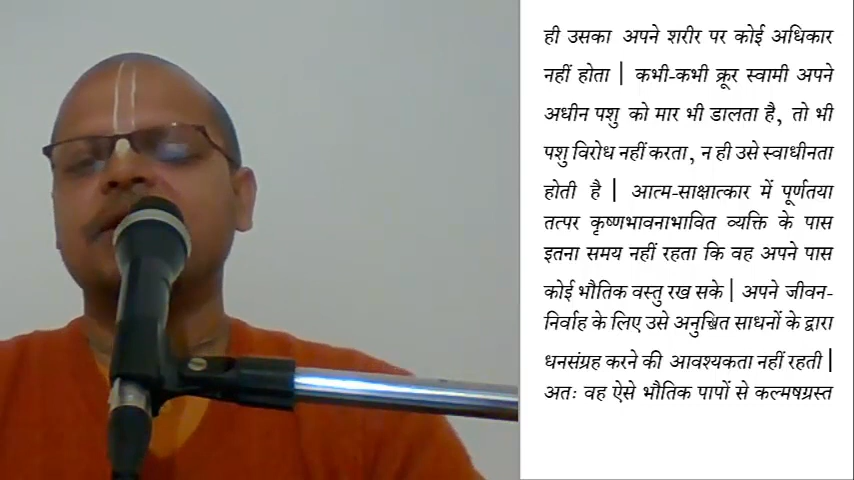 ही उसका अपने शरीर पर कोई अधिकार
नहीं होता | कभी-कभी क्रूर स्वामी अपने
अधीन पशु को मार भी डालता है, तो भी
पशु विरोध नहीं करता, न ही उसे स्वाधीनता
होती है | आत्म-साक्षात्कार में पूर्णतया
तत्पर कृष्णभावनाभावित व्यक्ति के पास
इतना समय नहीं रहता कि वह अपने पास
कोई भौतिक वस्तु रख सके | अपने जीवन-
निर्वाह के लिए उसे अनुचित साधनों के द्वारा
धनसंग्रह करने की आवश्यकता नहीं रहती |
अतः वह ऐसे भौतिक पापों से कल्मषग्रस्त